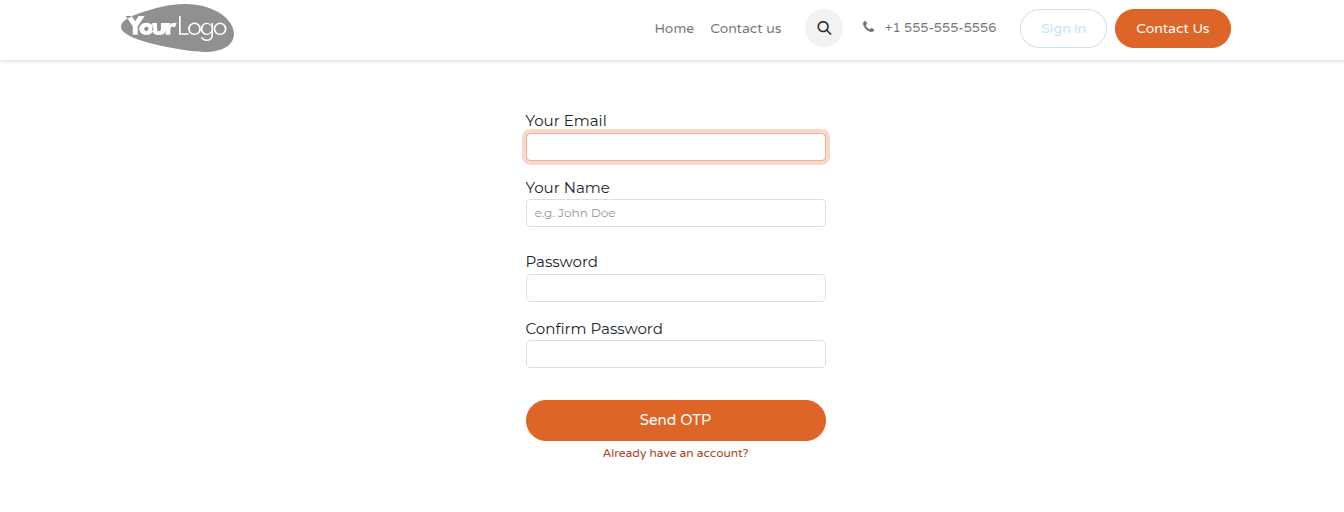 YourLogo Home Contact us +1 555-555-5556 Sign in Contact Us
Your Email
Your Name
e.g. John Doe
Password
Confirm Password
Send OTP
Already have an account?